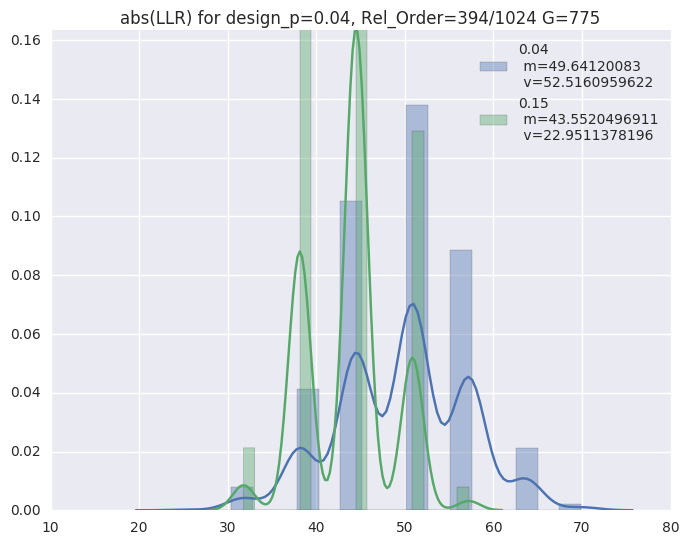 abs(LLR) for design_p=0.04, Rel_Order=394/1024 G=775
0.16
0.14
0.12
0.10
0.08
0.06
0.04
0.02
0.00
0.04
m=49.64120083
v=52.5160959622
0.15
m=43.5520496911
v=22.9511378196
10 20 30 40 50 60 70 80